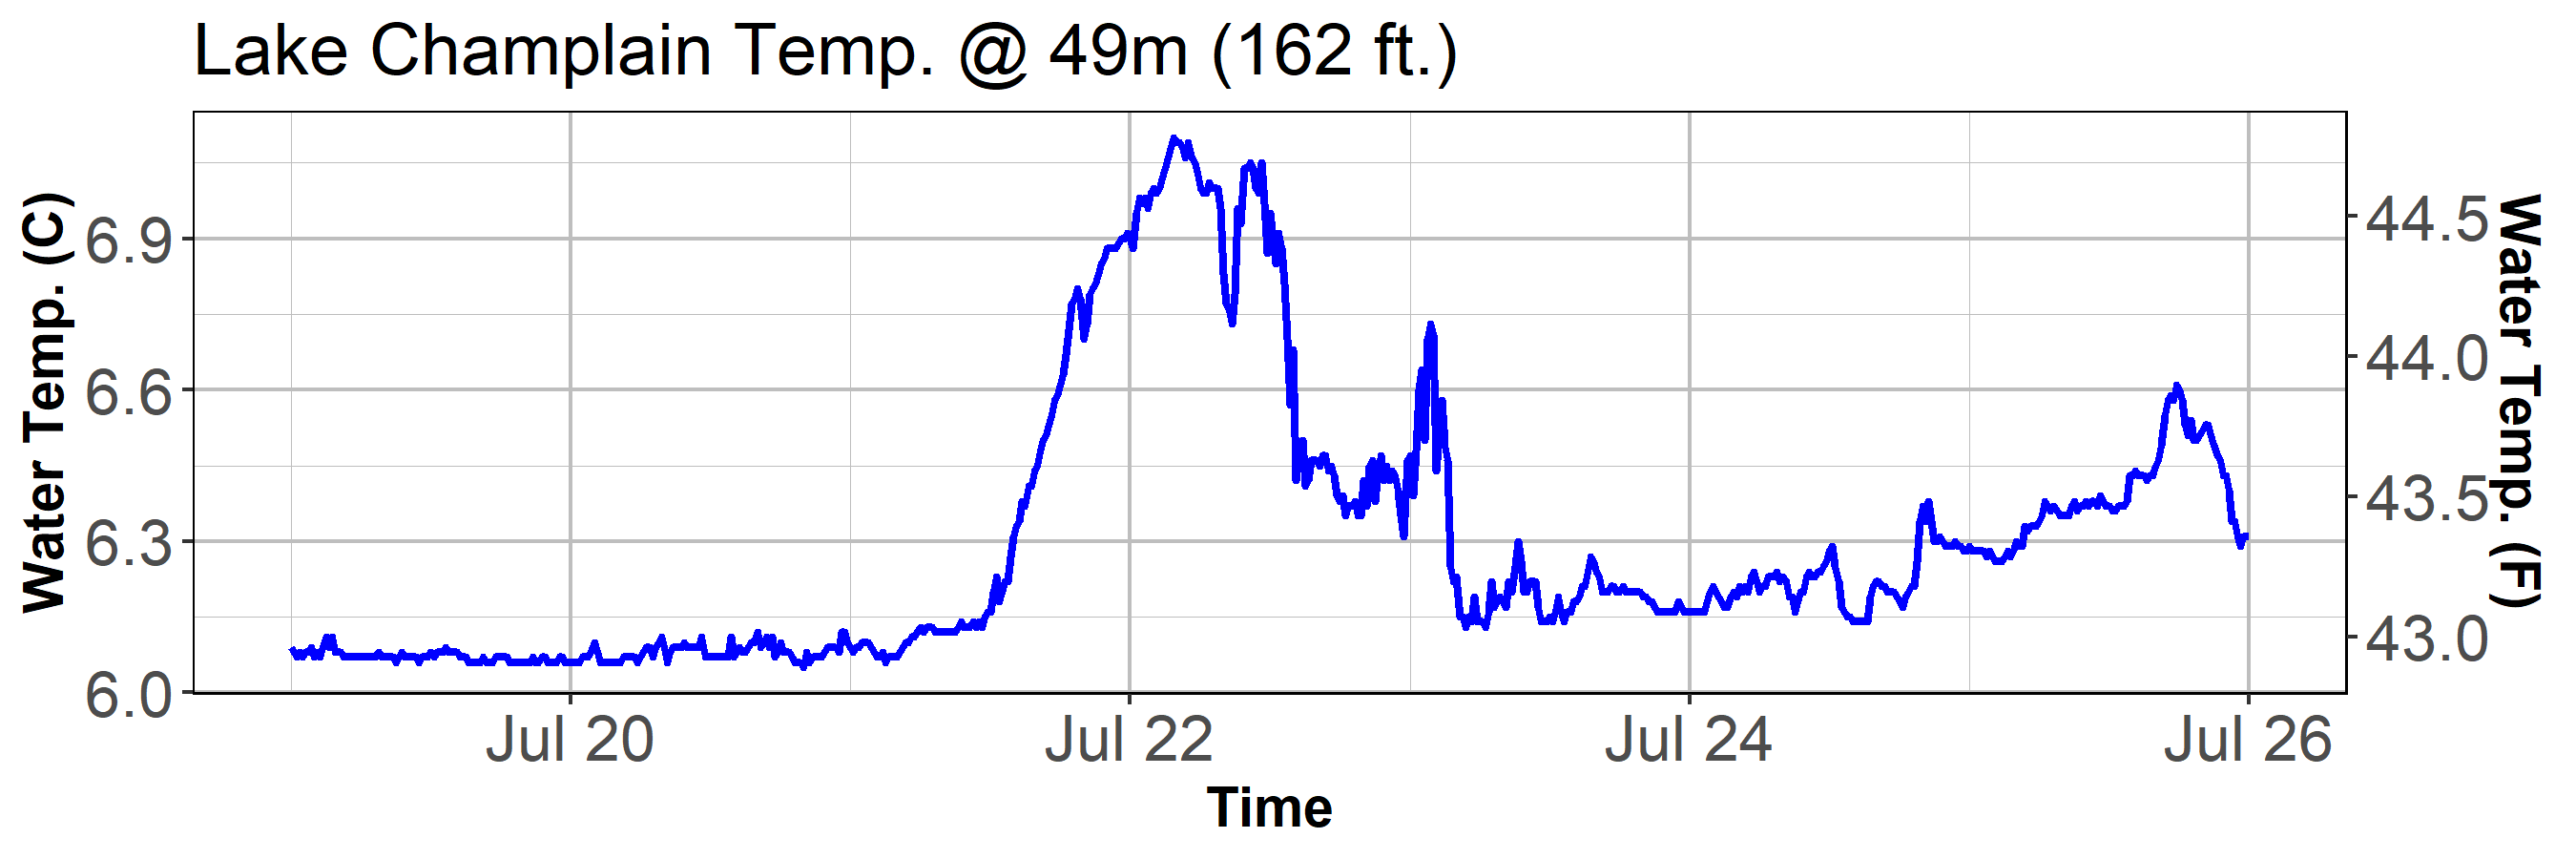 Lake Champlain Temp. @ 49m (162 ft.)
Water Temp. (C)
6.9
6.6
6.3
6.0
44.5
44.0
43.5
43.0
Water Temp. (F)
Jul 20
Jul 22
Jul 24
Jul 26
Time